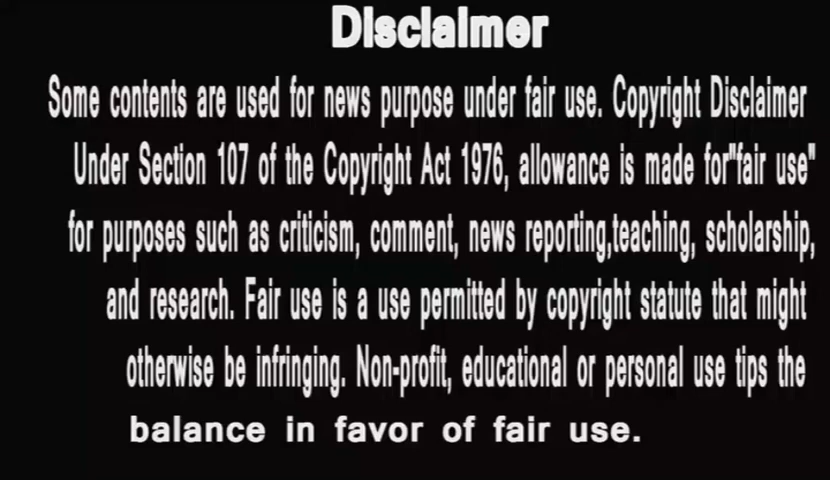 Disclaimer
Some contents are used for news purpose under fair use. Copyright Disclaimer
Under Section 107 of the Copyright Act 1976, allowance is made for"fair use"
for purposes such as criticism, comment, news reporting,teaching, scholarship,
and research. Fair use is a use permitted by copyright statute that might
otherwise be infringing. Non-profit, educational or personal use tips the
balance in favor of fair use.